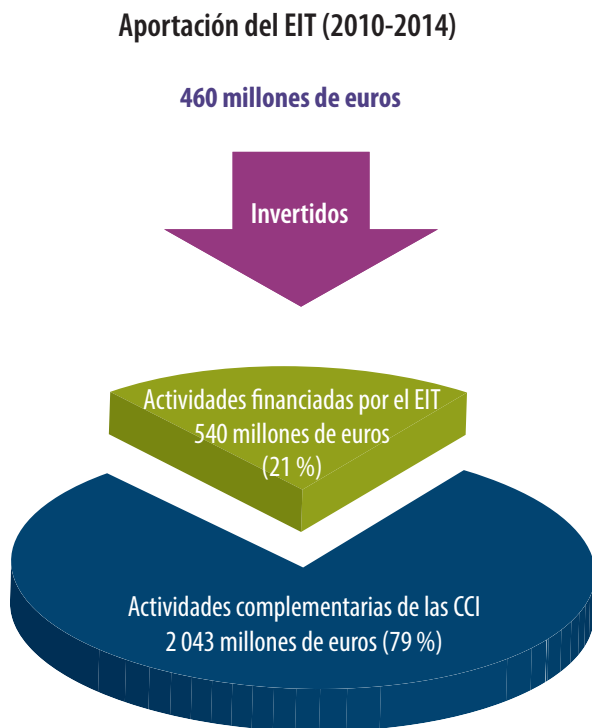 Aportación del EIT (2010-2014)
460 millones de euros
Invertidos
Actividades financiadas por el EIT
540 millones de euros
(21 %)
Actividades complementarias de las CCI
2 043 millones de euros (79 %)